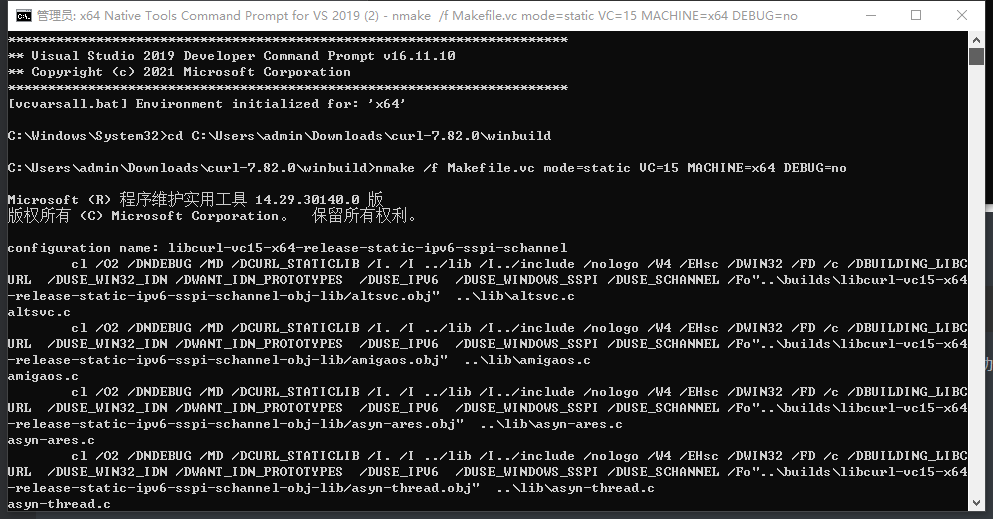 管理员: x64 Native Tools Command Prompt for VS 2019 (2) - nmake  /f Makefile.vc mode=static VC=15 MACHINE=x64 DEBUG=no
**********************************************************************
** Visual Studio 2019 Developer Command Prompt v16.11.10
** Copyright (c) 2021 Microsoft Corporation
**********************************************************************
[vcvarsall.bat] Environment initialized for: 'x64'
C:\Windows\System32>cd C:\Users\admin\Downloads\curl-7.82.0\winbuild
C:\Users\admin\Downloads\curl-7.82.0\winbuild>nmake /f Makefile.vc mode=static VC=15 MACHINE=x64 DEBUG=no
Microsoft (R) 程序维护实用工具 14.29.30140.0 版
版权所有 (C) Microsoft Corporation。  保留所有权利。
configuration name: libcurl-vc15-x64-release-static-ipv6-sspi-schannel
        cl /O2 /DNDEBUG /MD /DCURL_STATICLIB /I. /I ../lib /I../include /nologo /W4 /EHsc /DWIN32 /FD /c /DBUILDING_LIBC
URL  /DUSE_WIN32_IDN /DWANT_IDN_PROTOTYPES  /DUSE_IPV6  /DUSE_WINDOWS_SSPI /DUSE_SCHANNEL /Fo"..\builds\libcurl-vc15-x64
-release-static-ipv6-sspi-schannel-obj-lib/altsvc.obj"  ..\lib\altsvc.c
altsvc.c
        cl /O2 /DNDEBUG /MD /DCURL_STATICLIB /I. /I ../lib /I../include /nologo /W4 /EHsc /DWIN32 /FD /c /DBUILDING_LIBC
URL  /DUSE_WIN32_IDN /DWANT_IDN_PROTOTYPES  /DUSE_IPV6  /DUSE_WINDOWS_SSPI /DUSE_SCHANNEL /Fo"..\builds\libcurl-vc15-x64
-release-static-ipv6-sspi-schannel-obj-lib/amigaos.obj"  ..\lib\amigaos.c
amigaos.c
        cl /O2 /DNDEBUG /MD /DCURL_STATICLIB /I. /I ../lib /I../include /nologo /W4 /EHsc /DWIN32 /FD /c /DBUILDING_LIBC
URL  /DUSE_WIN32_IDN /DWANT_IDN_PROTOTYPES  /DUSE_IPV6  /DUSE_WINDOWS_SSPI /DUSE_SCHANNEL /Fo"..\builds\libcurl-vc15-x64
-release-static-ipv6-sspi-schannel-obj-lib/asyn-ares.obj"  ..\lib\asyn-ares.c
asyn-ares.c
        cl /O2 /DNDEBUG /MD /DCURL_STATICLIB /I. /I ../lib /I../include /nologo /W4 /EHsc /DWIN32 /FD /c /DBUILDING_LIBC
URL  /DUSE_WIN32_IDN /DWANT_IDN_PROTOTYPES  /DUSE_IPV6  /DUSE_WINDOWS_SSPI /DUSE_SCHANNEL /Fo"..\builds\libcurl-vc15-x64
-release-static-ipv6-sspi-schannel-obj-lib/asyn-thread.obj"  ..\lib\asyn-thread.c
asyn-thread.c